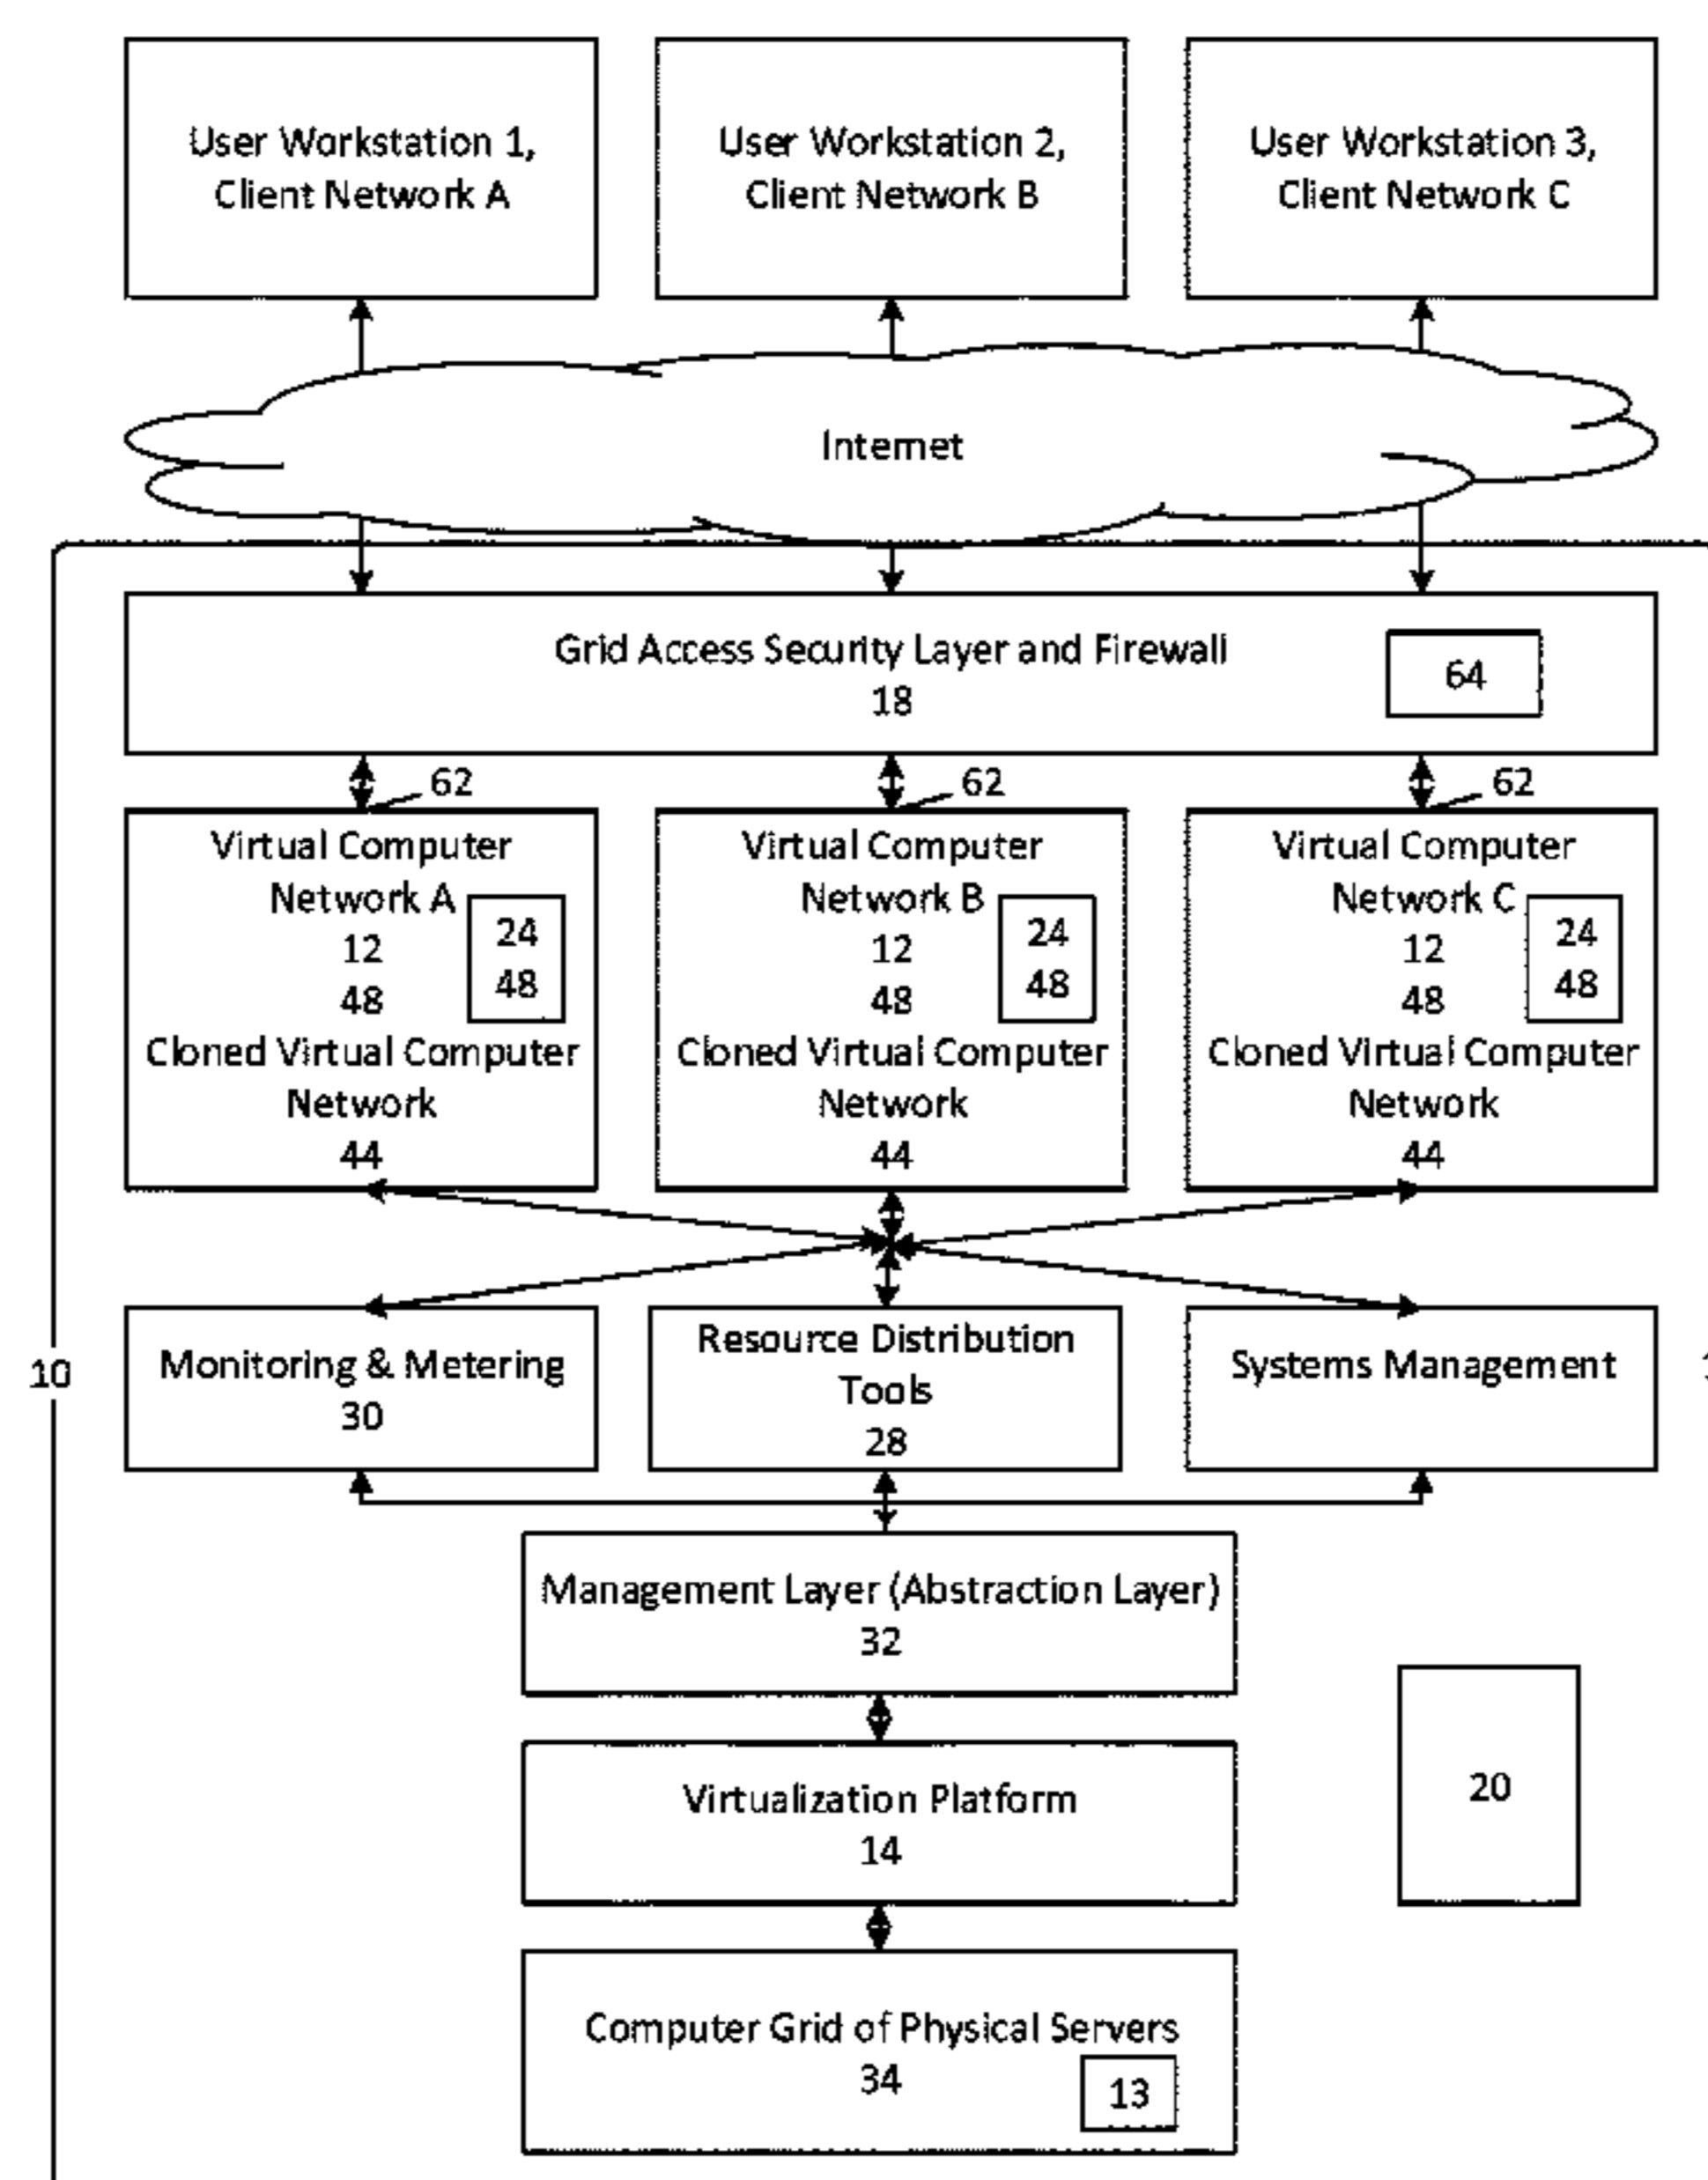 User Workstation 1,
Client Network A
User Workstation 2,
Client Network B
User Workstation 3,
Client Network C
Internet
Grid Access Security Layer and Firewall
18
64
62
62
62
Virtual Computer
Network A
12
48
24
48
Cloned Virtual Computer
Network
44
Virtual Computer
Network B
12
48
24
48
Cloned Virtual Computer
Network
44
Virtual Computer
Network C
12
48
24
48
Cloned Virtual Computer
Network
44
10
Monitoring & Metering
30
Resource Distribution
Tools
28
Systems Management
Management Layer (Abstraction Layer)
32
Virtualization Platform
14
20
Computer Grid of Physical Servers
34
13